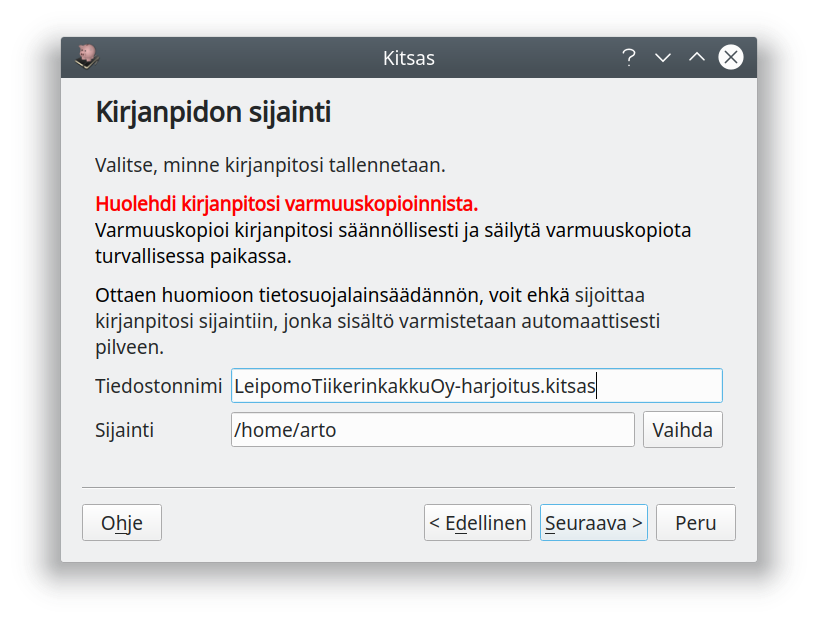 Kitsas
Kirjanpidon sijainti
Valitse, minne kirjanpitosi tallennetaan.
Huolehdi kirjanpitosi varmuuskopioinnista.
Varmuuskopioi kirjanpitosi säännöllisesti ja säilytä varmuuskopiota
turvallisessa paikassa.
Ottaen huomioon tietosuojalainsäädännön, voit ehkä sijoittaa
kirjanpitosi sijaintiin, jonka sisältö varmistetaan automaattisesti
pilveen.
Tiedostonnimi LeipomoTiikerinkakkuOy-harjoitus.kitsas
Sijainti /home/arto Vaihda
Ohje < Edellinen Seuraava > Peru